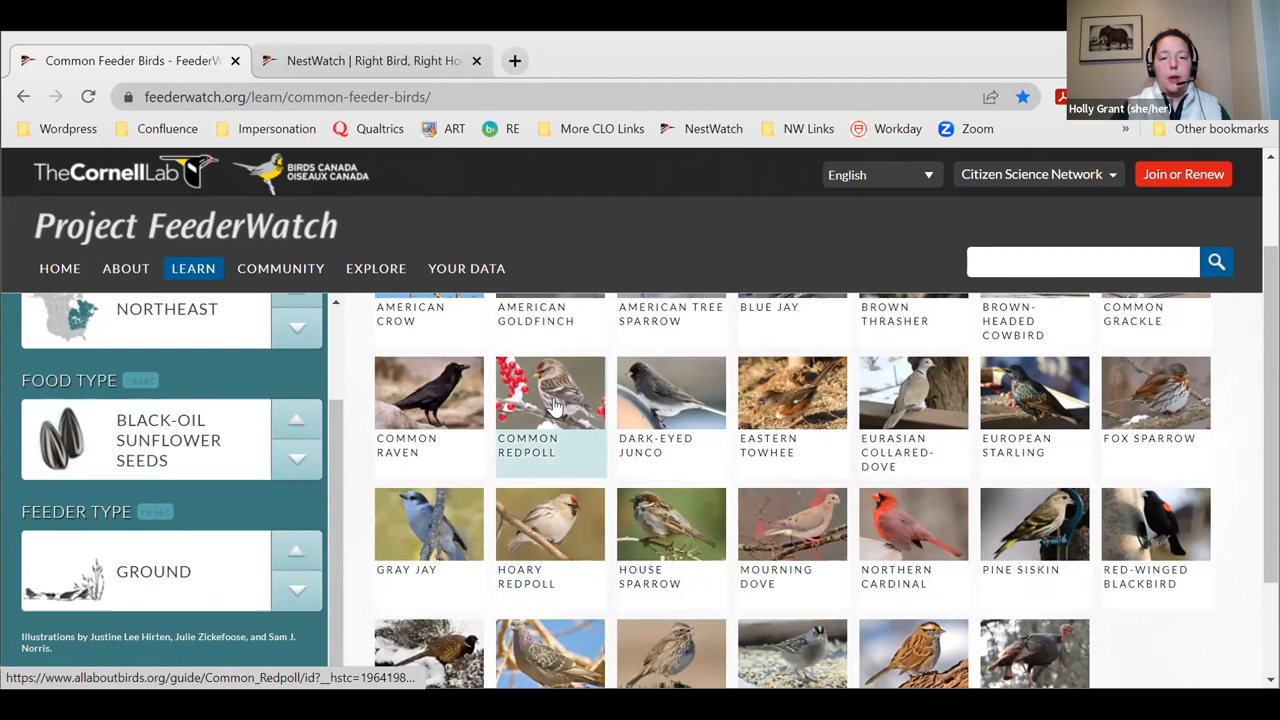 Common Feeder Birds - FeederW
NestWatch | Right Bird, Right Ho
feederwatch.org/learn/common-feeder-birds/
Holly Grant (she/her)
Wordpress
Confluence
Impersonation
Qualtrics
ART
RE
More CLO Links
NestWatch
NW Links
Workday
Zoom
»
Other bookmarks
TheCornellLab
BIRDS CANADA
OISEAUX CANADA
English
Citizen Science Network
Join or Renew
Project FeederWatch
HOME
ABOUT
LEARN
COMMUNITY
EXPLORE
YOUR DATA
NORTHEAST
FOOD TYPE reset
BLACK-OIL
SUNFLOWER
SEEDS
FEEDER TYPE reset
GROUND
Illustrations by Justine Lee Hirten, Julie Zickefoose, and Sam J.
Norris.
AMERICAN
CROW
AMERICAN
GOLDFINCH
AMERICAN TREE
SPARROW
BLUE JAY
BROWN
THRASHER
BROWN-
HEADED
COWBIRD
COMMON
GRACKLE
COMMON
RAVEN
COMMON
REDPOLL
DARK-EYED
JUNCO
EASTERN
TOWHEE
EURASIAN
COLLARED-
DOVE
EUROPEAN
STARLING
FOX SPARROW
GRAY JAY
HOARY
REDPOLL
HOUSE
SPARROW
MOURNING
DOVE
NORTHERN
CARDINAL
PINE SISKIN
RED-WINGED
BLACKBIRD
https://www.allaboutbirds.org/guide/Common_Redpoll/id?__hstc=1964198...